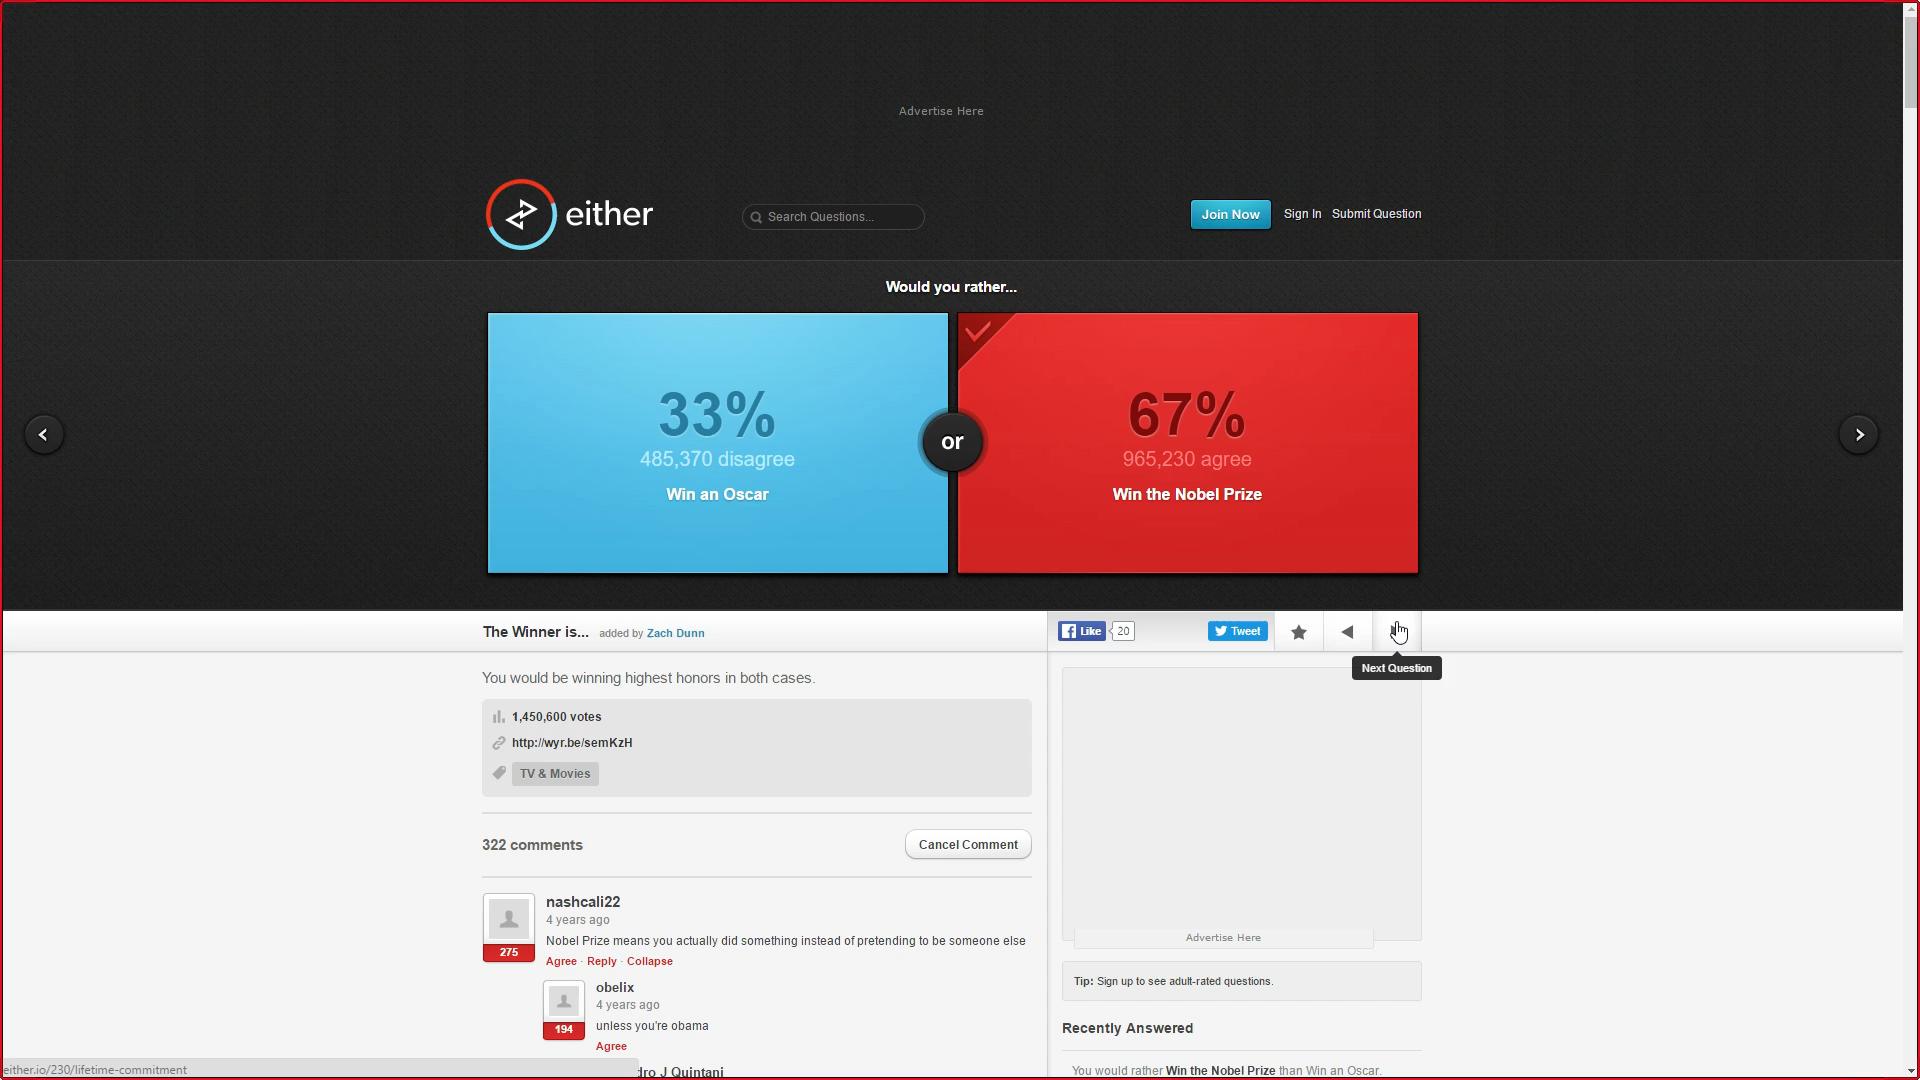 Advertise Here
either
Search Questions...
Join Now
Sign In
Submit Question
Would you rather...
33%
485,370 disagree
Win an Oscar
or
67%
965,230 agree
Win the Nobel Prize
The Winner is... added by Zach Dunn
Like
20
Tweet
Next Question
You would be winning highest honors in both cases.
1,450,600 votes
http://wyr.be/semKzH
TV & Movies
322 comments
Cancel Comment
nashcali22
4 years ago
Nobel Prize means you actually did something instead of pretending to be someone else
275
Agree · Reply · Collapse
obelix
4 years ago
unless you're obama
194
Agree
J Quintani
Advertise Here
Tip: Sign up to see adult-rated questions.
Recently Answered
You would rather Win the Nobel Prize than Win an Oscar.
either.io/230/lifetime-commitment